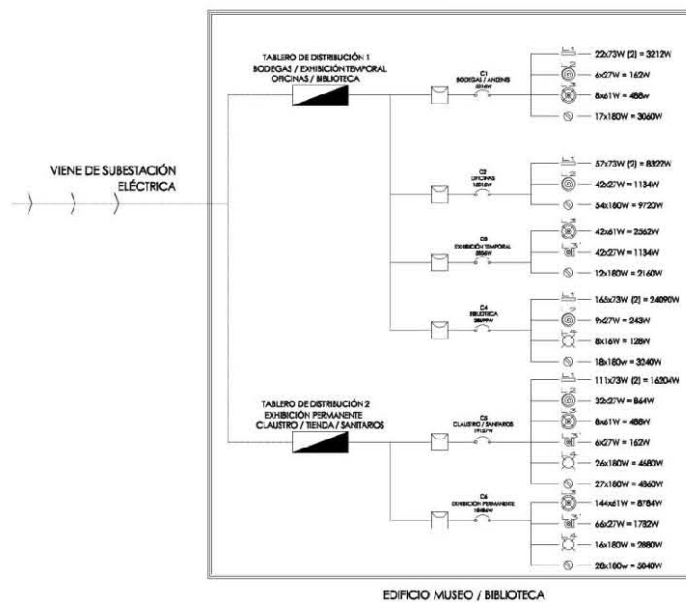 TABLERO DE DISTRIBUCIÓN 1
BODEGAS / EXHIBICIÓN TEMPORAL
OFICINAS / BIBLIOTECA
C1
BODEGAS / ANDENES
22x73W (2) = 3212W
6x27W = 162W
8x61W = 488w
17x180W = 3060W
VIENE DE SUBESTACIÓN
ELÉCTRICA
C2
OFICINAS
57x73W (2) = 8322W
42x27W = 1134W
54x180W = 9720W
C3
EXHIBICIÓN TEMPORAL
42x61W = 2562W
42x27W = 1134W
12x180W = 2160W
C4
BIBLIOTECA
165x73W (2) = 24090W
9x27W = 243W
8x16W = 128W
18x180w = 3240W
TABLERO DE DISTRIBUCIÓN 2
EXHIBICIÓN PERMANENTE
CLAUSTRO / TIENDA / SANITARIOS
C5
CLAUSTRO / SANITARIOS
111x73W (2) = 16204W
32x27W = 864W
8x61W = 488W
6x27W = 162W
26x180W = 4680W
27x180W = 4860W
C6
EXHIBICIÓN PERMANENTE
144x61W = 8784W
66x27W = 1782W
16x180W = 2880W
28x180w = 5040W
EDIFICIO MUSEO / BIBLIOTECA